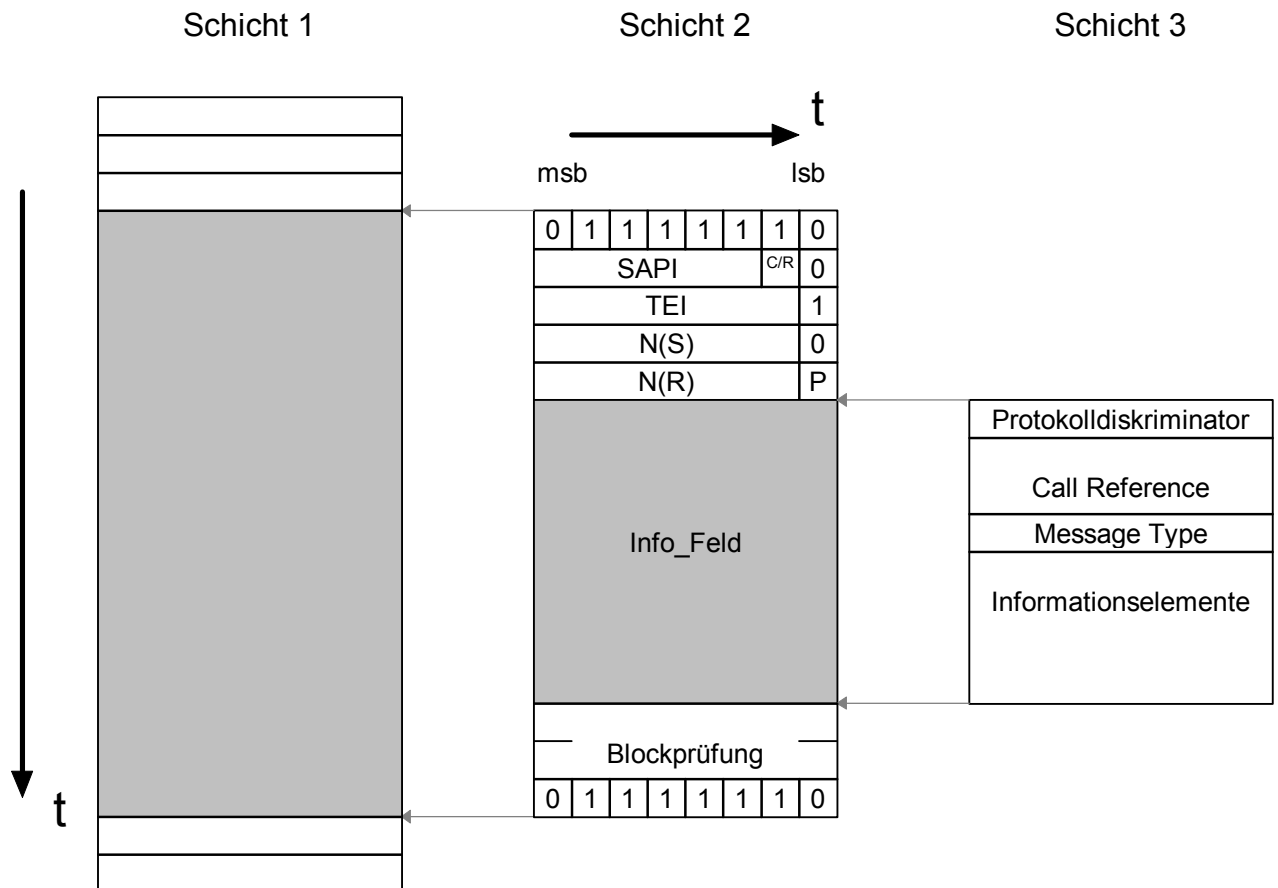 Schicht 1 Schicht 2 Schicht 3
t
msb lsb
0 1 1 1 1 1 1 0
SAPI C/R 0
TEI 1
N(S) 0
N(R) P
Protokolldiskriminator
Call Reference
Info_Feld Message Type
Informationselemente
Blockprüfung
0 1 1 1 1 1 1 0
t